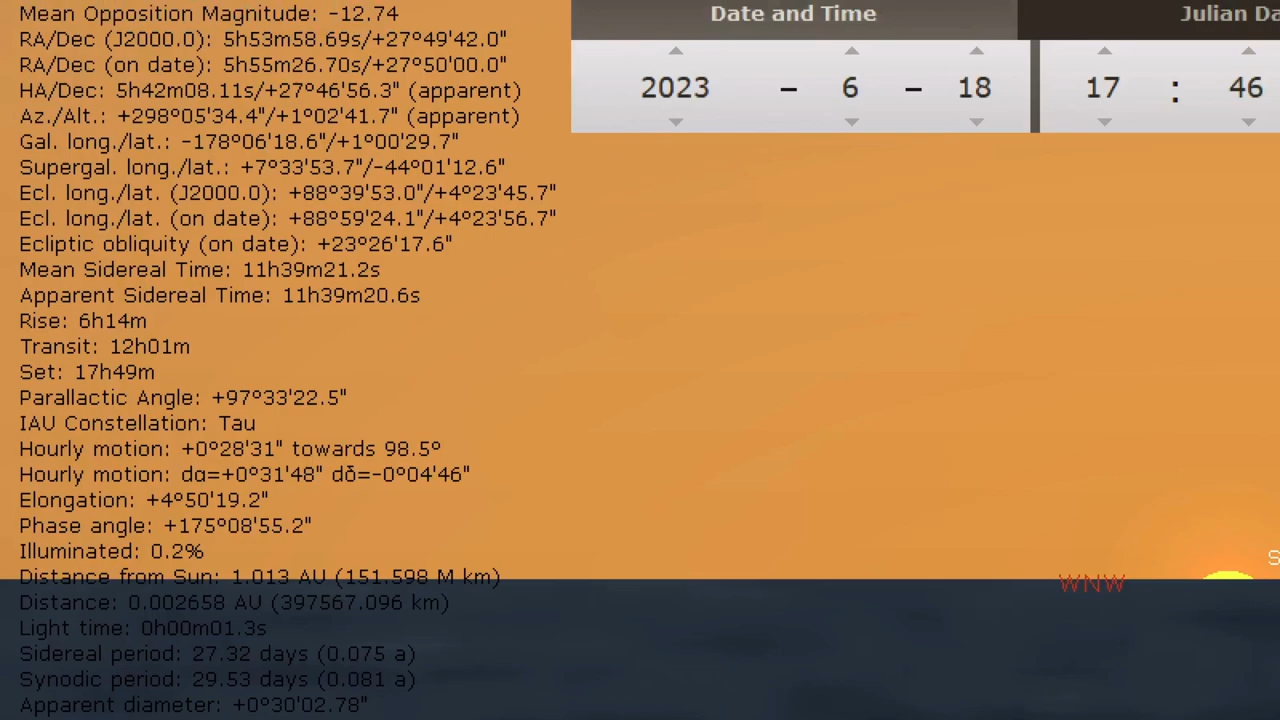 Mean Opposition Magnitude: -12.74
RA/Dec (J2000.0): 5h53m58.69s/+27°49'42.0"
RA/Dec (on date): 5h55m26.70s/+27°50'00.0"
HA/Dec: 5h42m08.11s/+27°46'56.3" (apparent)
Az./Alt.: +298°05'34.4"/+1°02'41.7" (apparent)
Gal. long./lat.: -178°06'18.6"/+1°00'29.7"
Supergal. long./lat.: +7°33'53.7"/-44°01'12.6"
Ecl. long./lat. (J2000.0): +88°39'53.0"/+4°23'45.7"
Ecl. long./lat. (on date): +88°59'24.1"/+4°23'56.7"
Ecliptic obliquity (on date): +23°26'17.6"
Mean Sidereal Time: 11h39m21.2s
Apparent Sidereal Time: 11h39m20.6s
Rise: 6h14m
Transit: 12h01m
Set: 17h49m
Parallactic Angle: +97°33'22.5"
IAU Constellation: Tau
Hourly motion: +0°28'31" towards 98.5°
Hourly motion: dα=+0°31'48" dδ=-0°04'46"
Elongation: +4°50'19.2"
Phase angle: +175°08'55.2"
Illuminated: 0.2%
Distance from Sun: 1.013 AU (151.598 M km)
Distance: 0.002658 AU (397567.096 km)
Light time: 0h00m01.3s
Sidereal period: 27.32 days (0.075 a)
Synodic period: 29.53 days (0.081 a)
Apparent diameter: +0°30'02.78"
Date and Time
Julian Da
2023 - 6 - 18 17 : 46
S
WNW